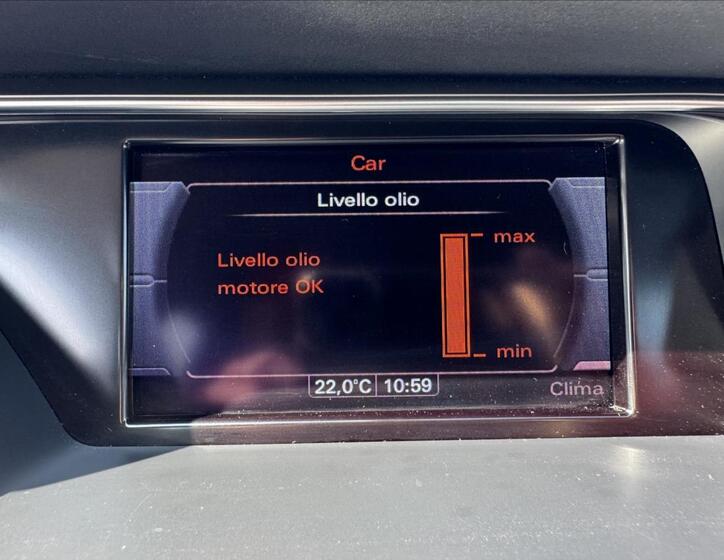 Car
Livello olio
Livello olio
motore OK
max
min
22,0°C 10:59
Clima